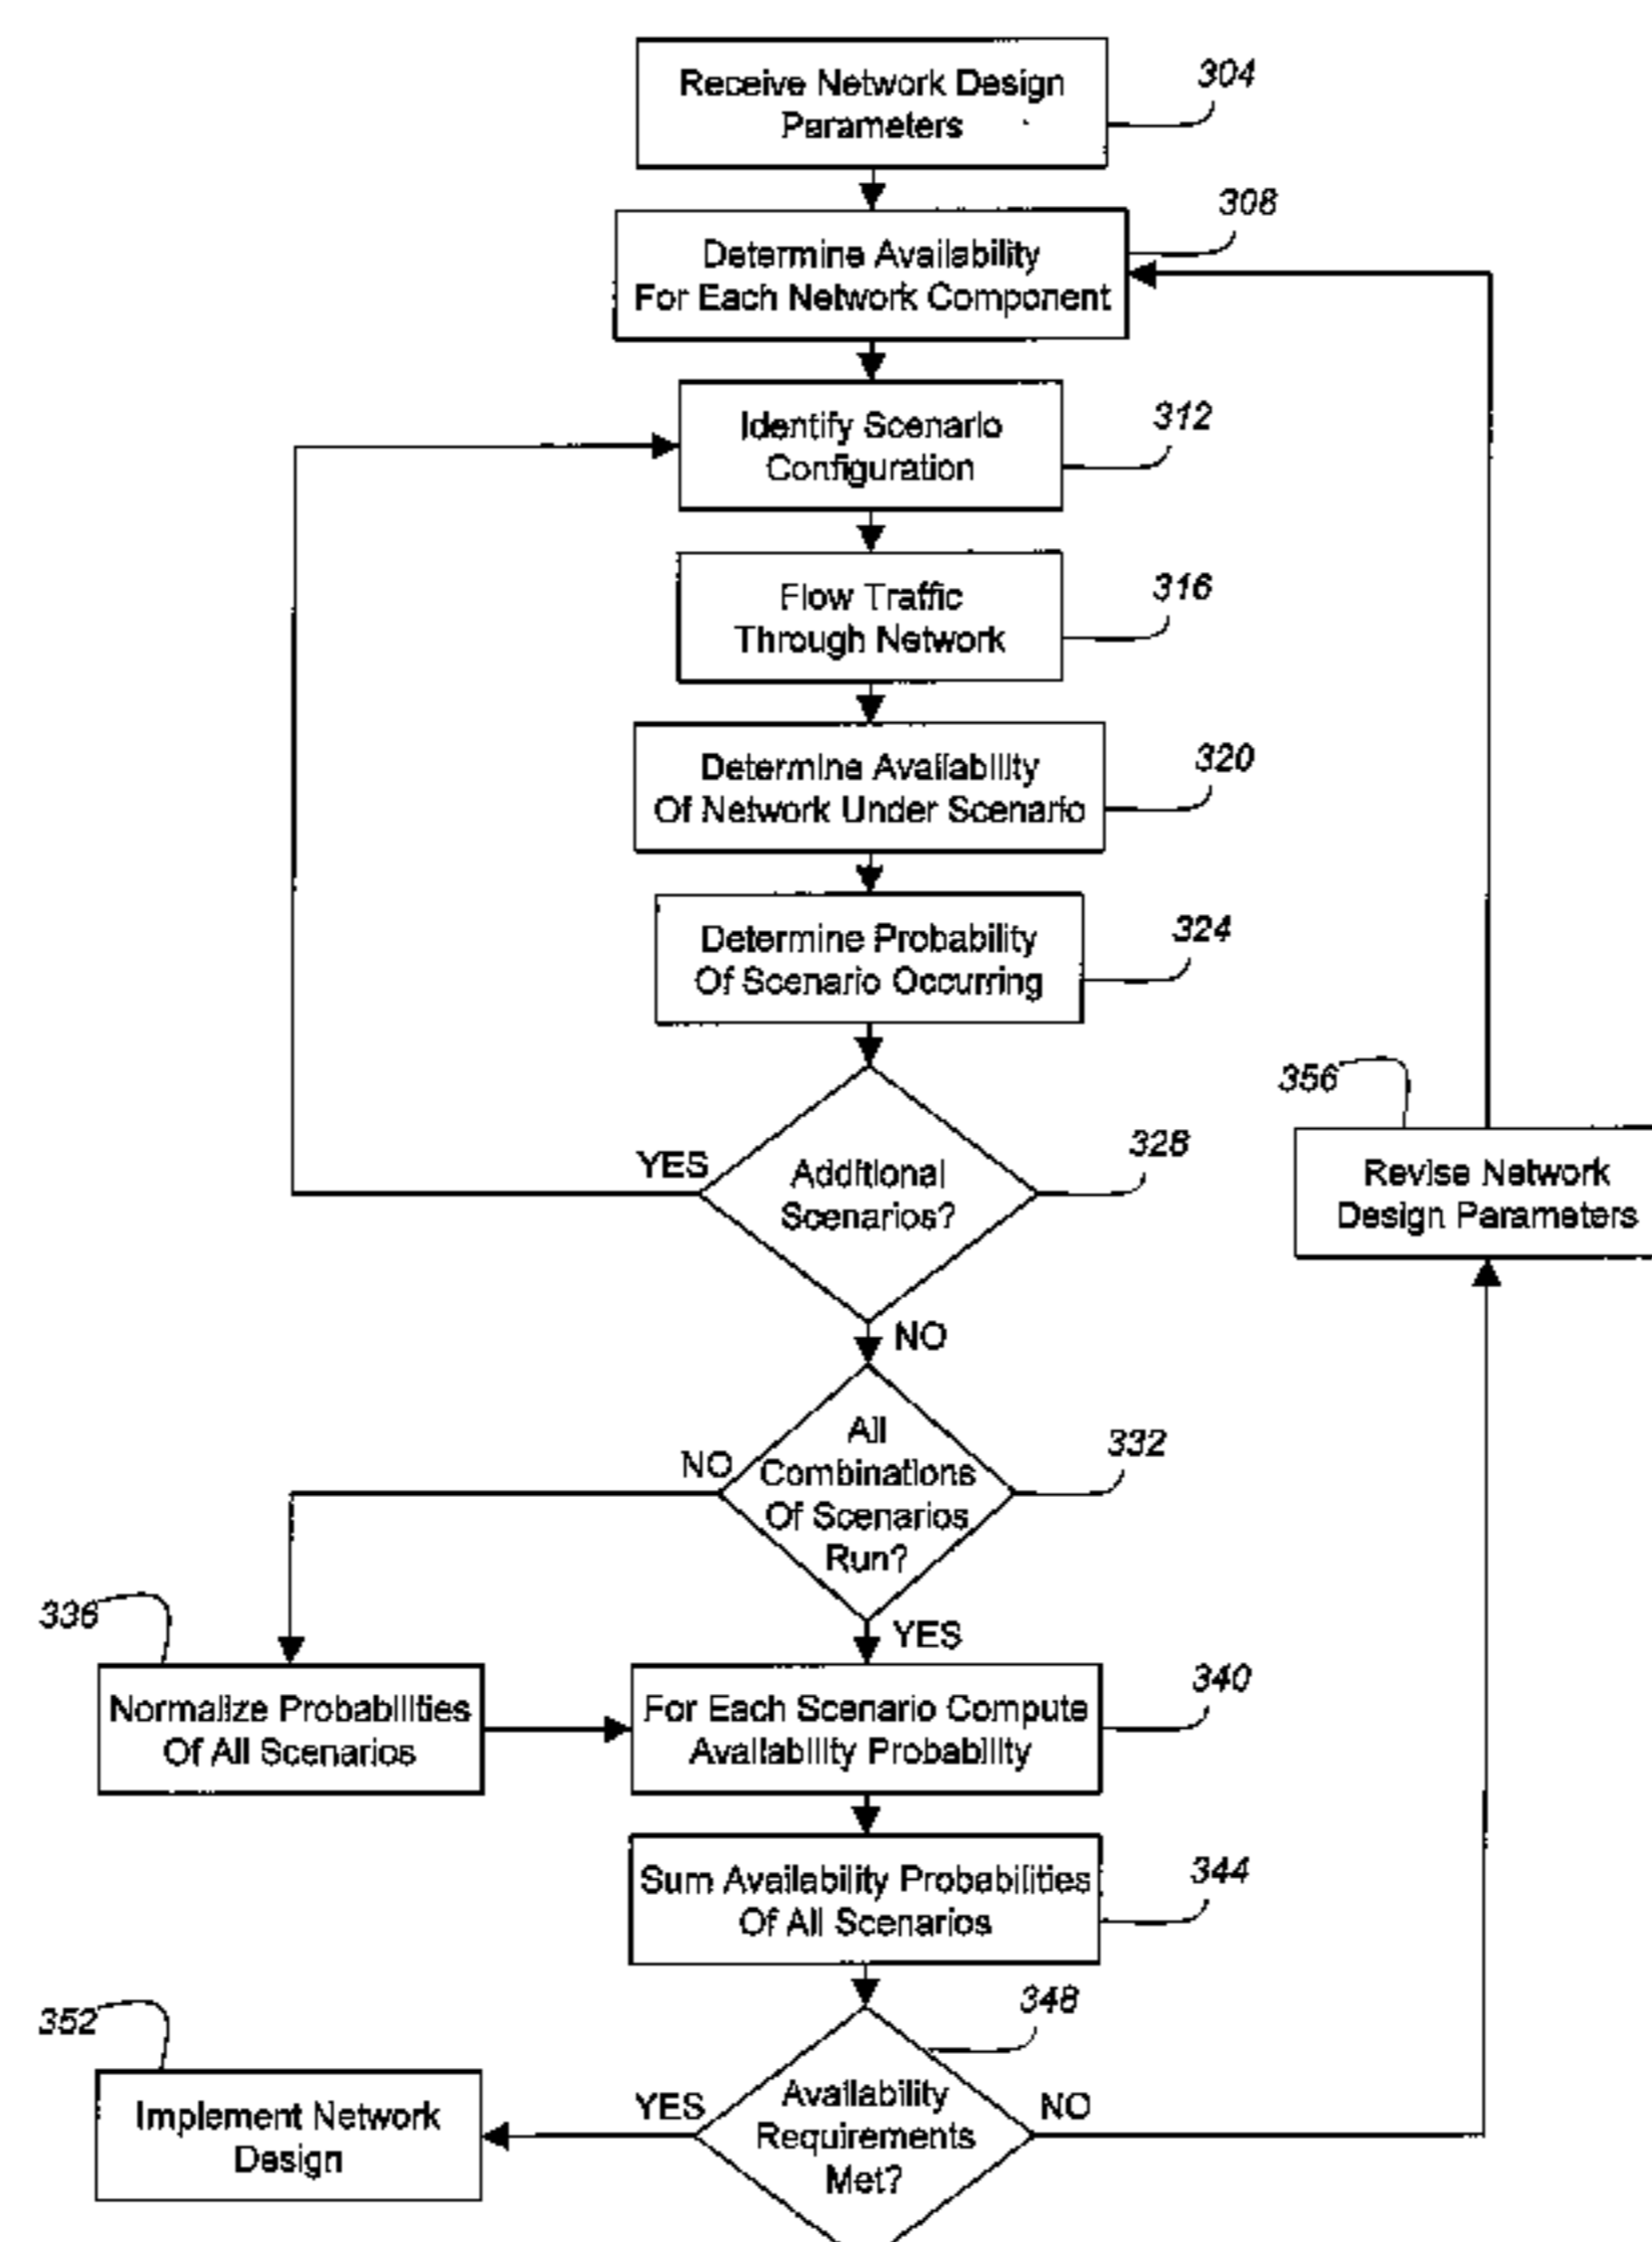 Receive Network Design
Parameters
304
Determine Availability
For Each Network Component
308
Identify Scenario
Configuration
312
Flow Traffic
Through Network
316
Determine Availability
Of Network Under Scenario
320
Determine Probability
Of Scenario Occurring
324
356
Revise Network
Design Parameters
YES
Additional
Scenarios?
328
NO
NO
All
Combinations
Of Scenarios
Run?
332
YES
336
Normalize Probabilities
Of All Scenarios
For Each Scenario Compute
Availability Probability
340
Sum Availability Probabilities
Of All Scenarios
344
348
352
Implement Network
Design
YES
Availability
Requirements
Met?
NO